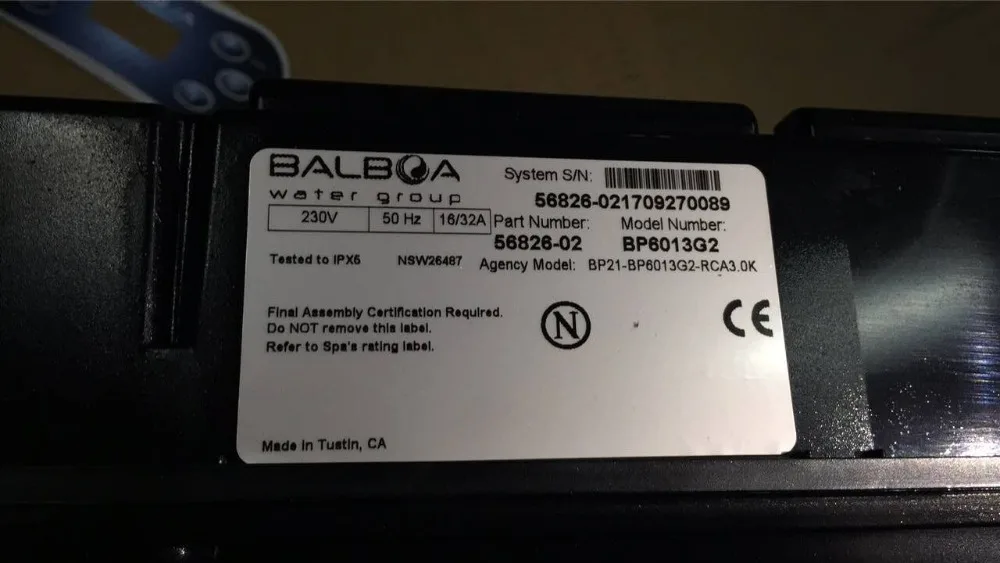 BALBOA
water group
System S/N:
56826-021709270089
230V 50 Hz 16/32A
Part Number: Model Number:
56826-02 BP6013G2
Tested to IPX5 NSW26487
Agency Model: BP21-BP6013G2-RCA3.0K
Final Assembly Certification Required.
Do NOT remove this label.
Refer to Spa's rating label.
N
CE
Made in Tustin, CA